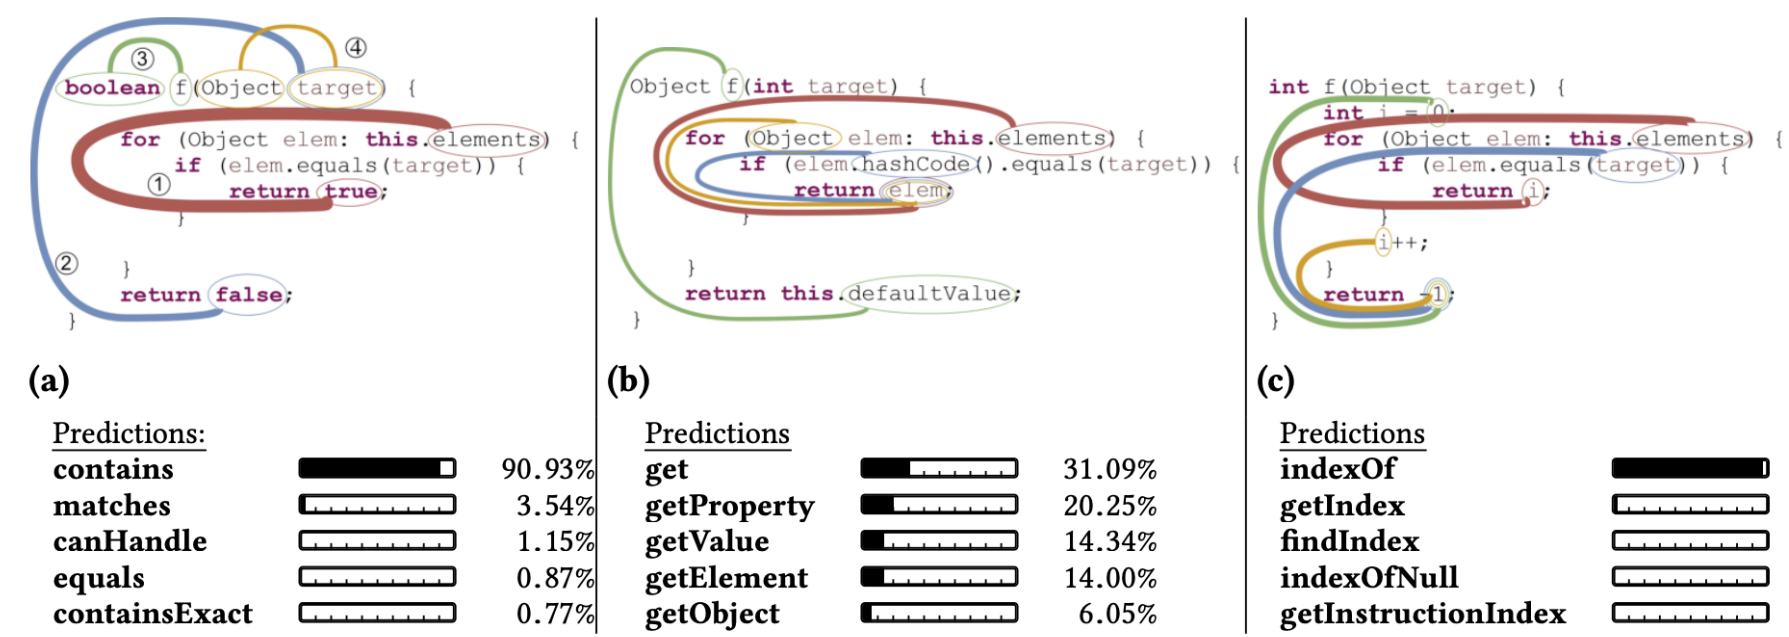 ③
④
boolean f(Object target) {
for (Object elem: this.elements) {
if (elem.equals(target)) {
①
return true;
}
②
}
return false;
}
(a)
Predictions:
contains 90.93%
matches 3.54%
canHandle 1.15%
equals 0.87%
containsExact 0.77%
Object f(int target) {
for (Object elem: this.elements) {
if (elem.hashCode().equals(target)) {
return elem;
}
}
return this.defaultValue;
}
(b)
Predictions
get 31.09%
getProperty 20.25%
getValue 14.34%
getElement 14.00%
getObject 6.05%
int f(Object target) {
int i = 0;
for (Object elem: this.elements) {
if (elem.equals(target)) {
return i;
}
i++;
}
return -1;
}
(c)
Predictions
indexOf
getIndex
findIndex
indexOfNull
getInstructionIndex